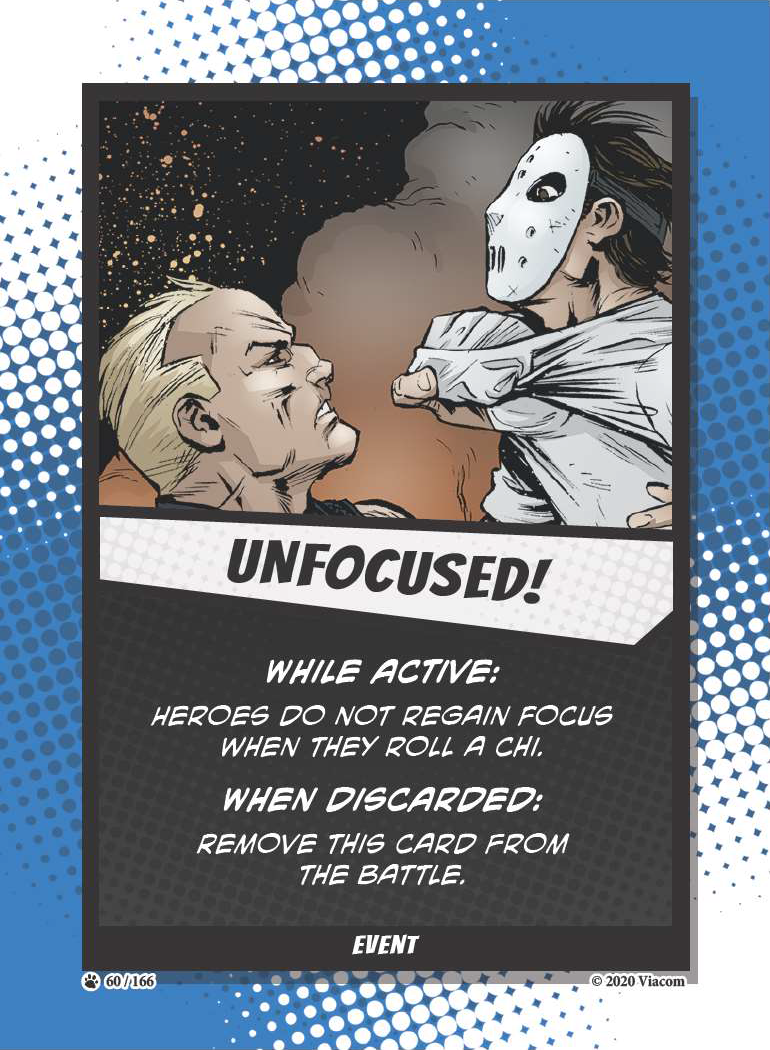 UNFOCUSED!
WHILE ACTIVE:
HEROES DO NOT REGAIN FOCUS
WHEN THEY ROLL A CHI.
WHEN DISCARDED:
REMOVE THIS CARD FROM
THE BATTLE.
EVENT
60/166
© 2020 Viacom